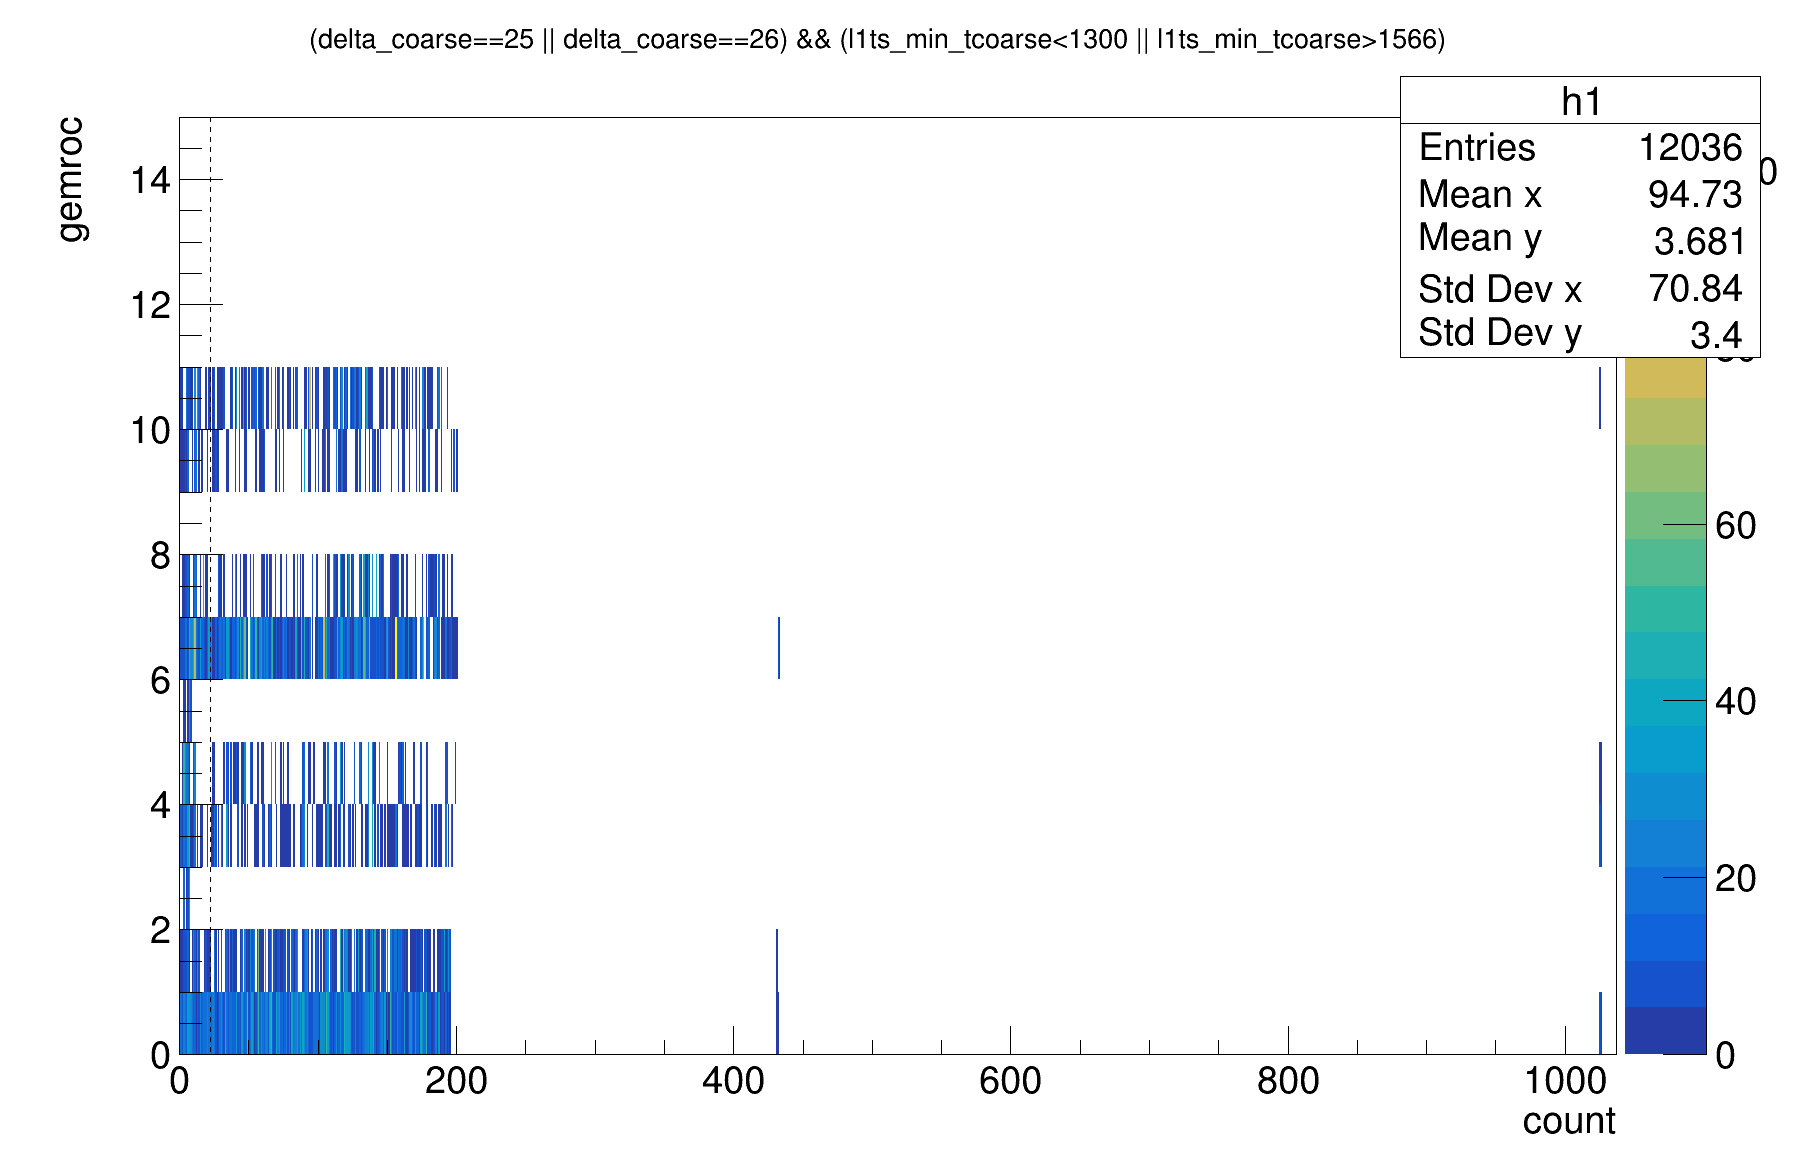 (delta_coarse==25 || delta_coarse==26) && (l1ts_min_tcoarse<1300 || l1ts_min_tcoarse>1566)
h1
Entries 12036
Mean x 94.73
Mean y 3.681
Std Dev x 70.84
Std Dev y 3.4
gemroc
14
12
10
8
6
4
2
0
0 200 400 600 800 1000
count
60
40
20
0